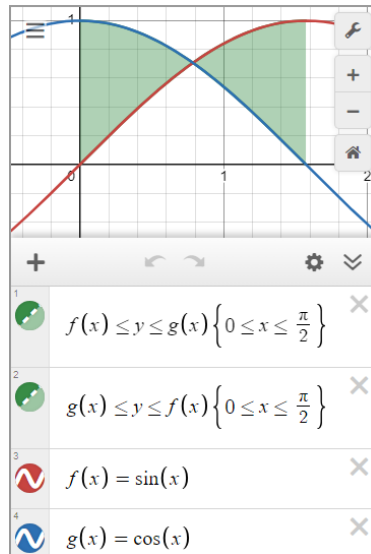 1
0
1
2
1
f(x) ≤ y ≤ g(x) {0 ≤ x ≤ π/2}
2
g(x) ≤ y ≤ f(x) {0 ≤ x ≤ π/2}
3
f(x) = sin(x)
4
g(x) = cos(x)